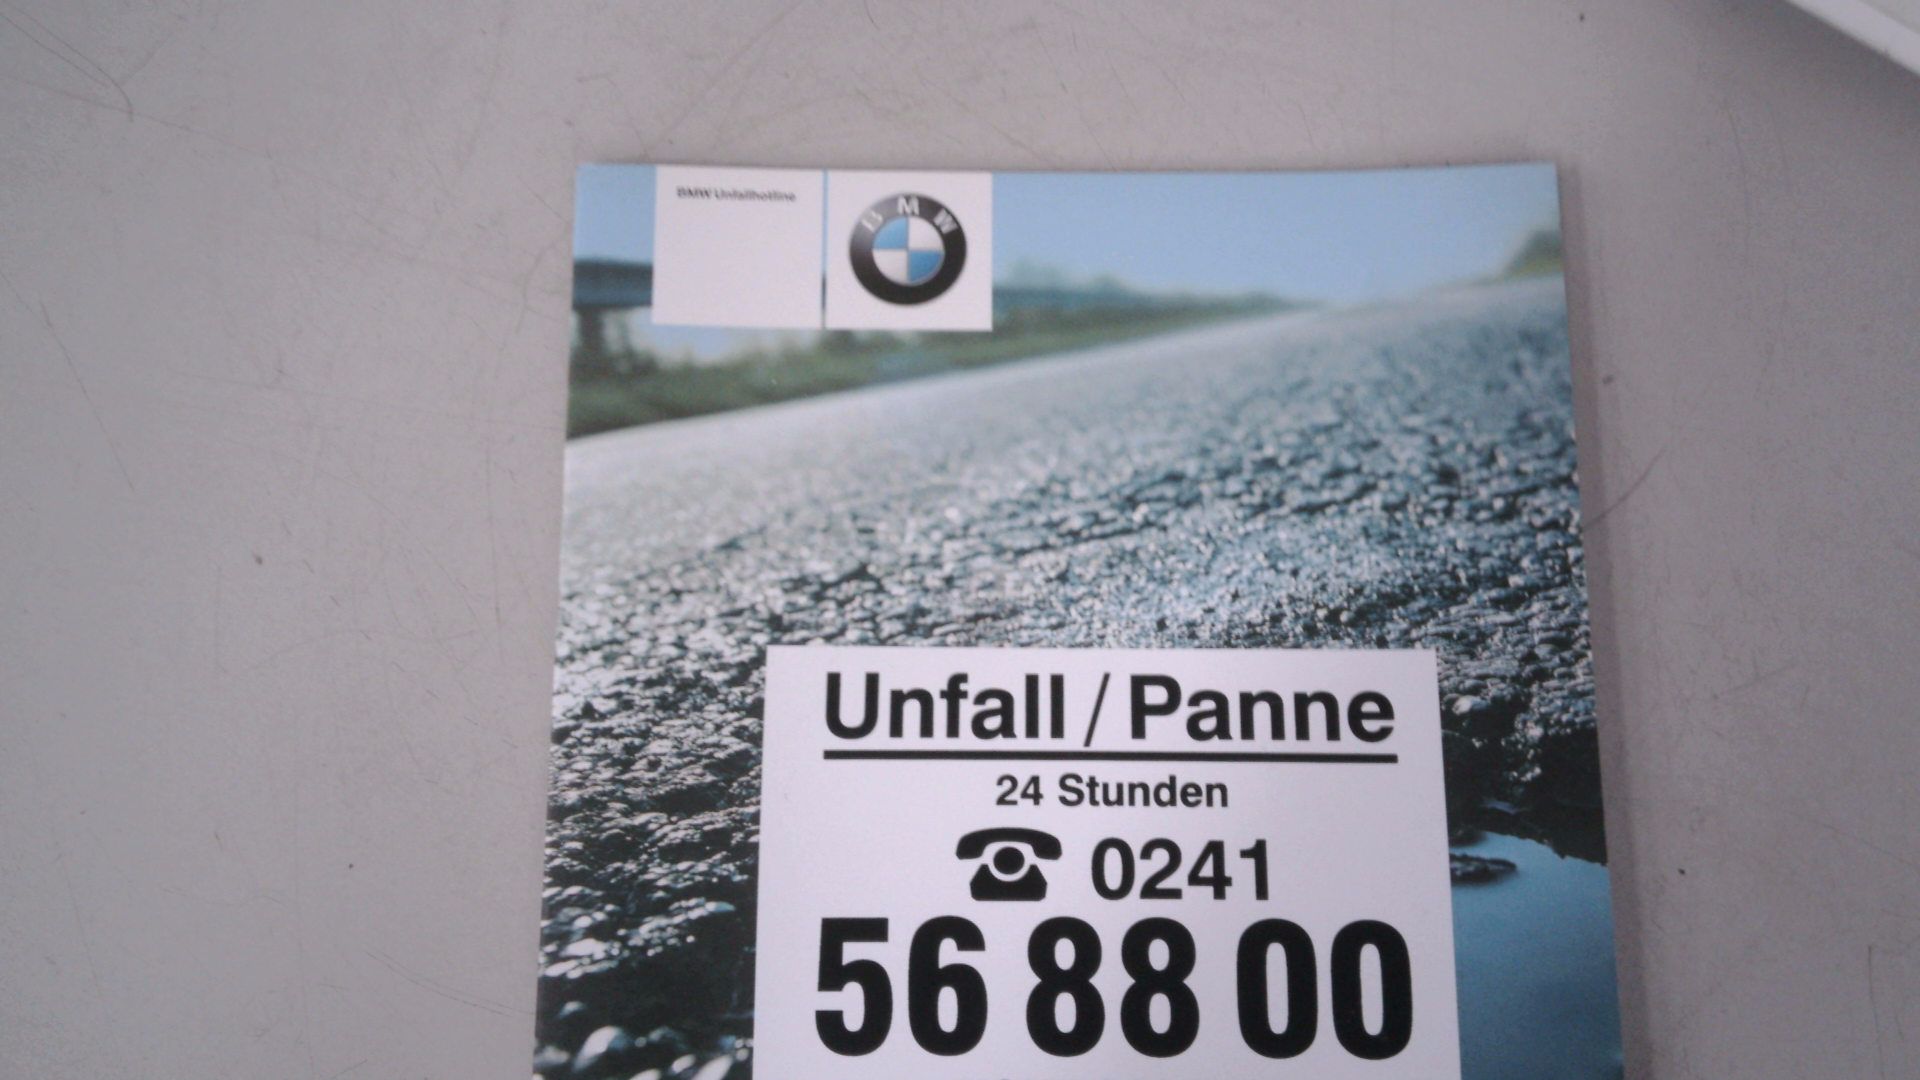 BMW Unfallhotline
BMW
Unfall / Panne
24 Stunden
0241
56 88 00